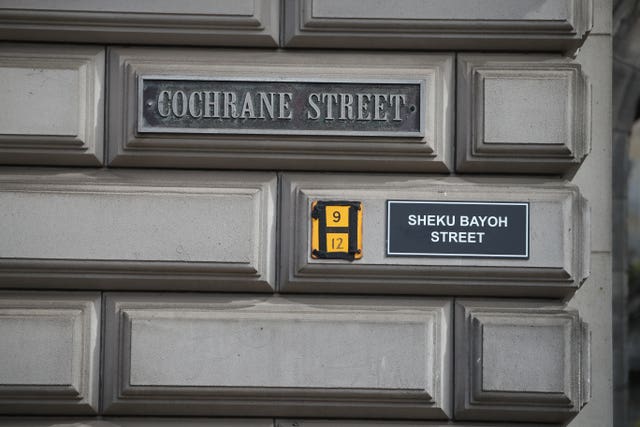 COCHRANE STREET
9
12
SHEKU BAYOH
STREET